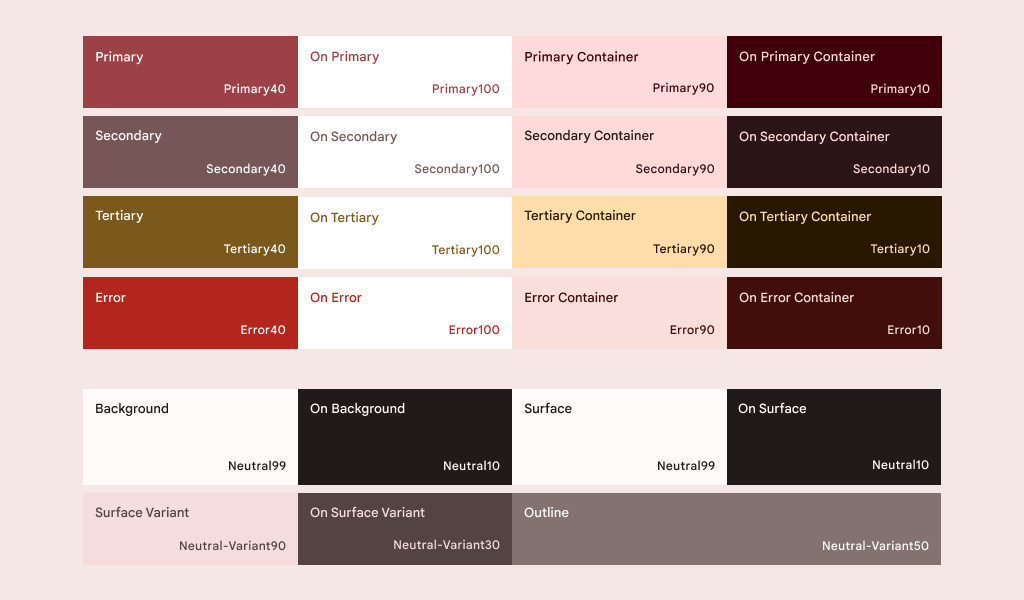 Primary
Primary40
On Primary
Primary100
Primary Container
Primary90
On Primary Container
Primary10
Secondary
Secondary40
On Secondary
Secondary100
Secondary Container
Secondary90
On Secondary Container
Secondary10
Tertiary
Tertiary40
On Tertiary
Tertiary100
Tertiary Container
Tertiary90
On Tertiary Container
Tertiary10
Error
Error40
On Error
Error100
Error Container
Error90
On Error Container
Error10
Background
Neutral99
On Background
Neutral10
Surface
Neutral99
On Surface
Neutral10
Surface Variant
Neutral-Variant90
On Surface Variant
Neutral-Variant30
Outline
Neutral-Variant50